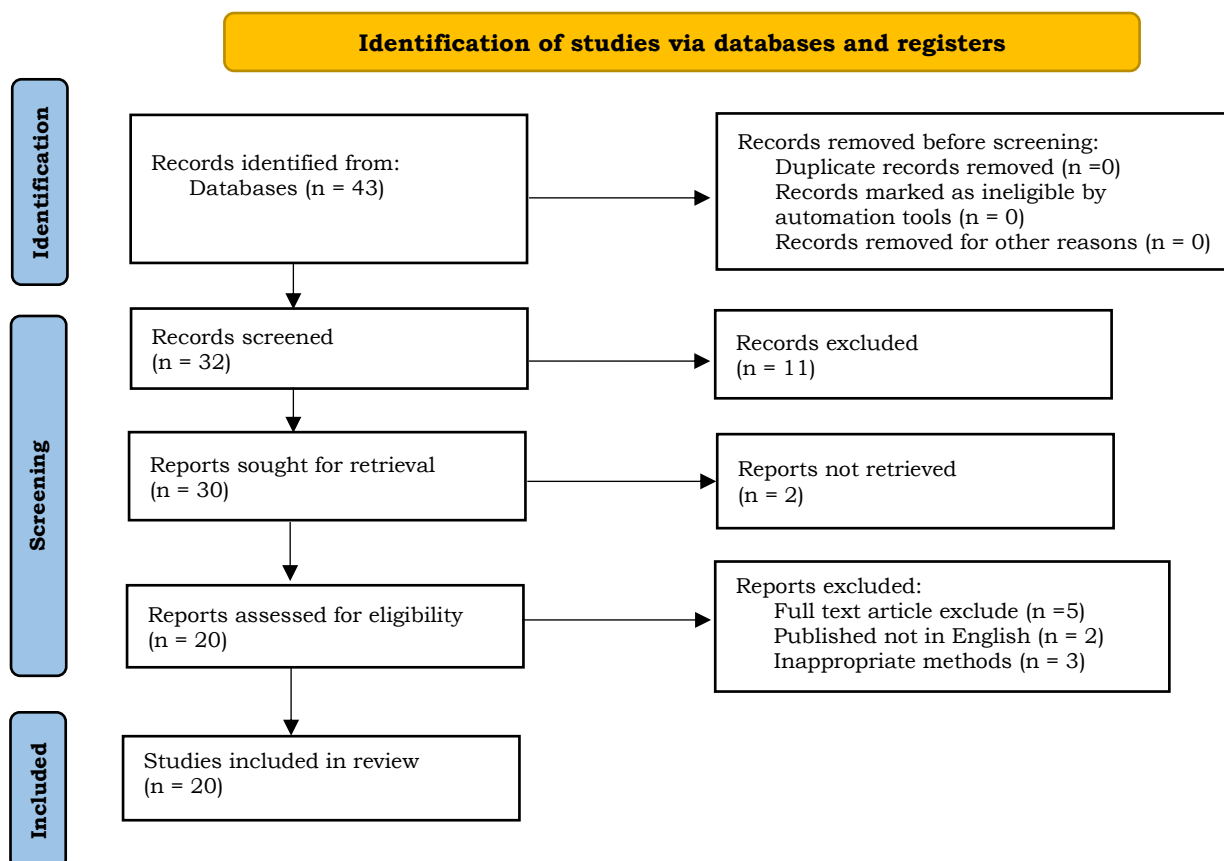 Identification of studies via databases and registers
Identification
Records identified from:
Databases (n = 43)
Records removed before screening:
Duplicate records removed (n =0)
Records marked as ineligible by
automation tools (n = 0)
Records removed for other reasons (n = 0)
Screening
Records screened
(n = 32)
Records excluded
(n = 11)
Reports sought for retrieval
(n = 30)
Reports not retrieved
(n = 2)
Reports assessed for eligibility
(n = 20)
Reports excluded:
Full text article exclude (n =5)
Published not in English (n = 2)
Inappropriate methods (n = 3)
Included
Studies included in review
(n = 20)